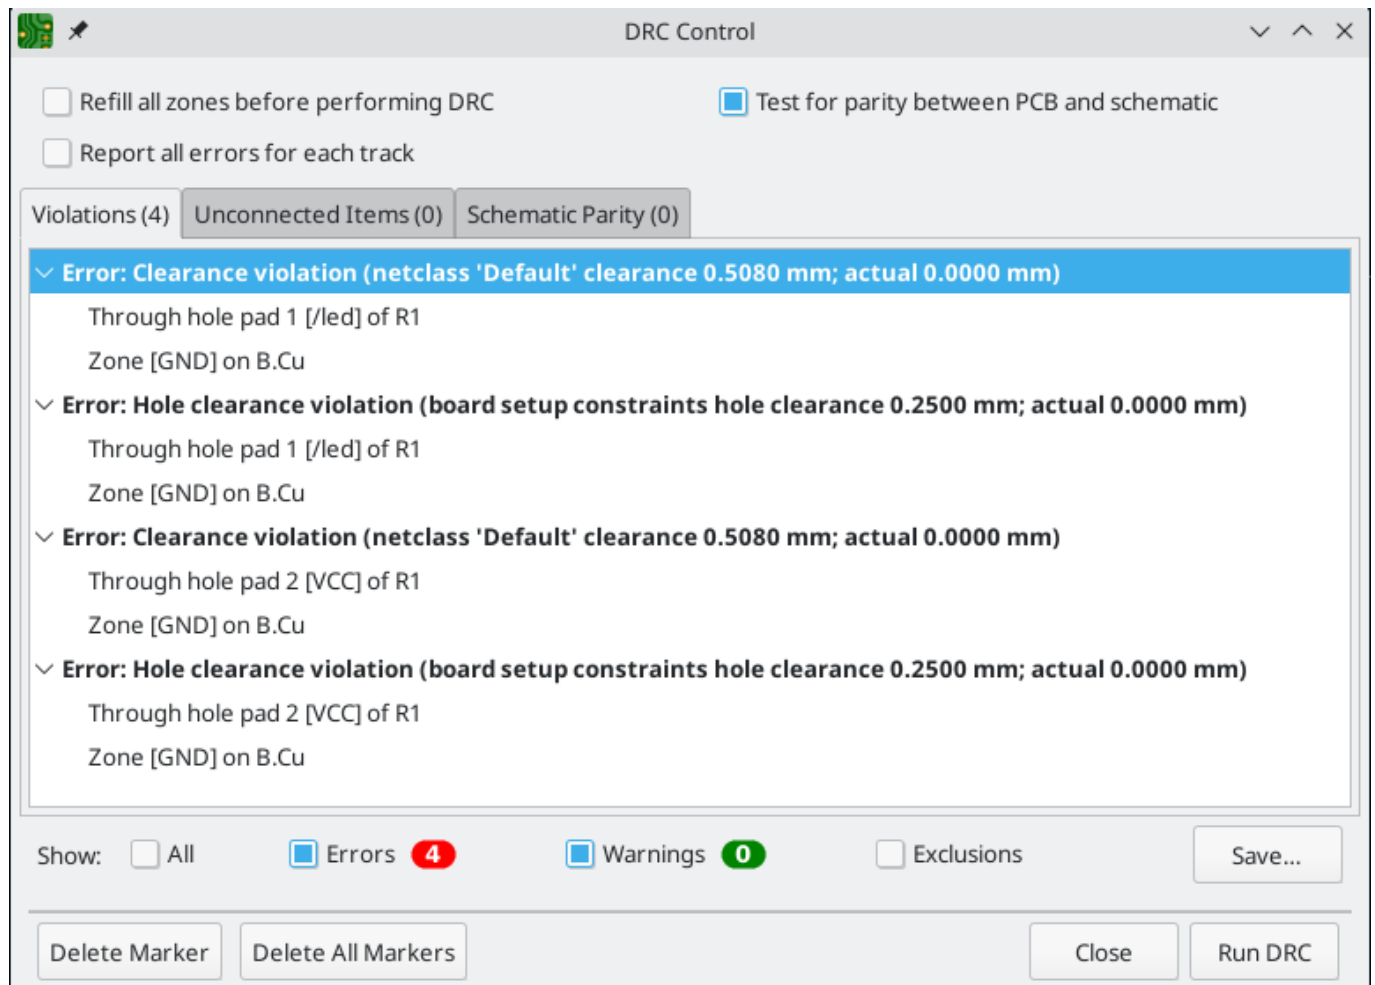 DRC Control
Refill all zones before performing DRC
Test for parity between PCB and schematic
Report all errors for each track
Violations (4)
Unconnected Items (0)
Schematic Parity (0)
Error: Clearance violation (netclass 'Default' clearance 0.5080 mm; actual 0.0000 mm)
Through hole pad 1 [/led] of R1
Zone [GND] on B.Cu
Error: Hole clearance violation (board setup constraints hole clearance 0.2500 mm; actual 0.0000 mm)
Through hole pad 1 [/led] of R1
Zone [GND] on B.Cu
Error: Clearance violation (netclass 'Default' clearance 0.5080 mm; actual 0.0000 mm)
Through hole pad 2 [VCC] of R1
Zone [GND] on B.Cu
Error: Hole clearance violation (board setup constraints hole clearance 0.2500 mm; actual 0.0000 mm)
Through hole pad 2 [VCC] of R1
Zone [GND] on B.Cu
Show:
All
Errors 4
Warnings 0
Exclusions
Save...
Delete Marker
Delete All Markers
Close
Run DRC